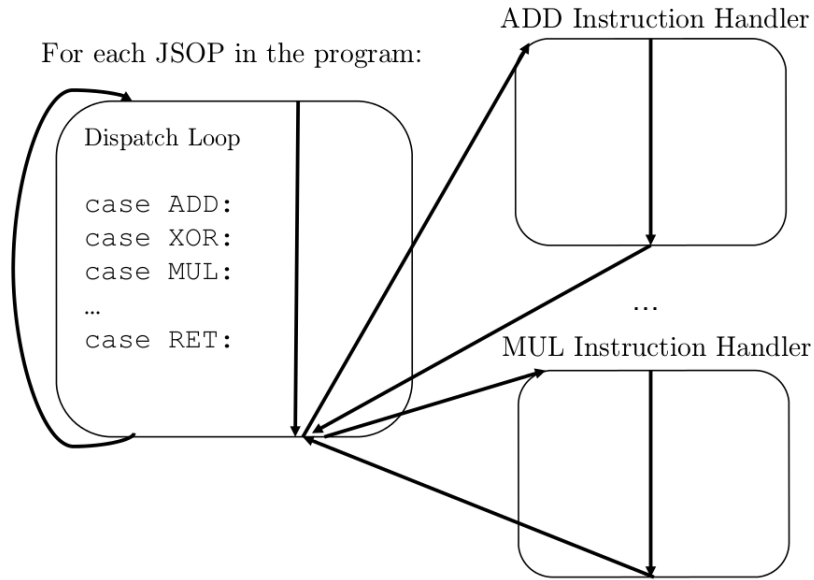 For each JSOP in the program:
Dispatch Loop
case ADD:
case XOR:
case MUL:
…
case RET:
ADD Instruction Handler
...
MUL Instruction Handler